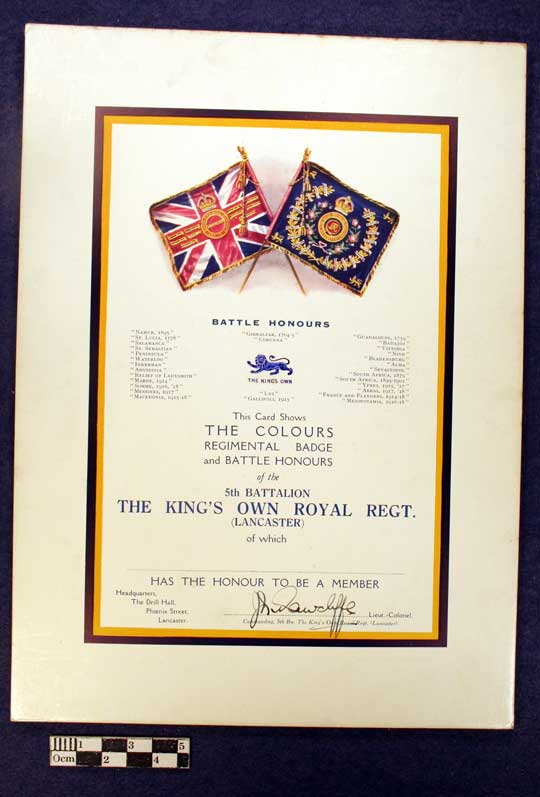 BATTLE HONOURS
"Namur, 1695"
"St. Lucia, 1778"
"Salamanca"
"St. Sebastian"
"Peninsula"
"Waterloo"
"Inkerman"
"Abyssinia"
"Relief of Ladysmith"
"Marne, 1914"
"Somme, 1916, '18"
"Messines, 1917"
"Macedonia, 1915-18"
"Gibraltar, 1704-5"
"Corunna"
THE KING'S OWN
"Lys"
"Gallipoli 1915"
"Guadaloupe, 1759"
"Badajos"
"Vittoria"
"Nive"
"Bladensburg"
"Alma"
"Sevastopol"
"South Africa, 1879"
"South Africa, 1899-1902"
"Ypres, 1915, '17"
"Arras, 1917, '18"
"France and Flanders, 1914-18"
"Mesopotamia, 1916-18"
This Card Shows
THE COLOURS
REGIMENTAL BADGE
and BATTLE HONOURS
of the
5th BATTALION
THE KING'S OWN ROYAL REGT.
(LANCASTER)
of which
HAS THE HONOUR TO BE A MEMBER
Headquarters,
The Drill Hall,
Phœnix Street,
Lancaster.
Rawcliffe
Lieut.-Colonel,
Commanding, 5th Bn. The King's Own Royal Regt. (Lancaster)
1 3 5
0cm 2 4